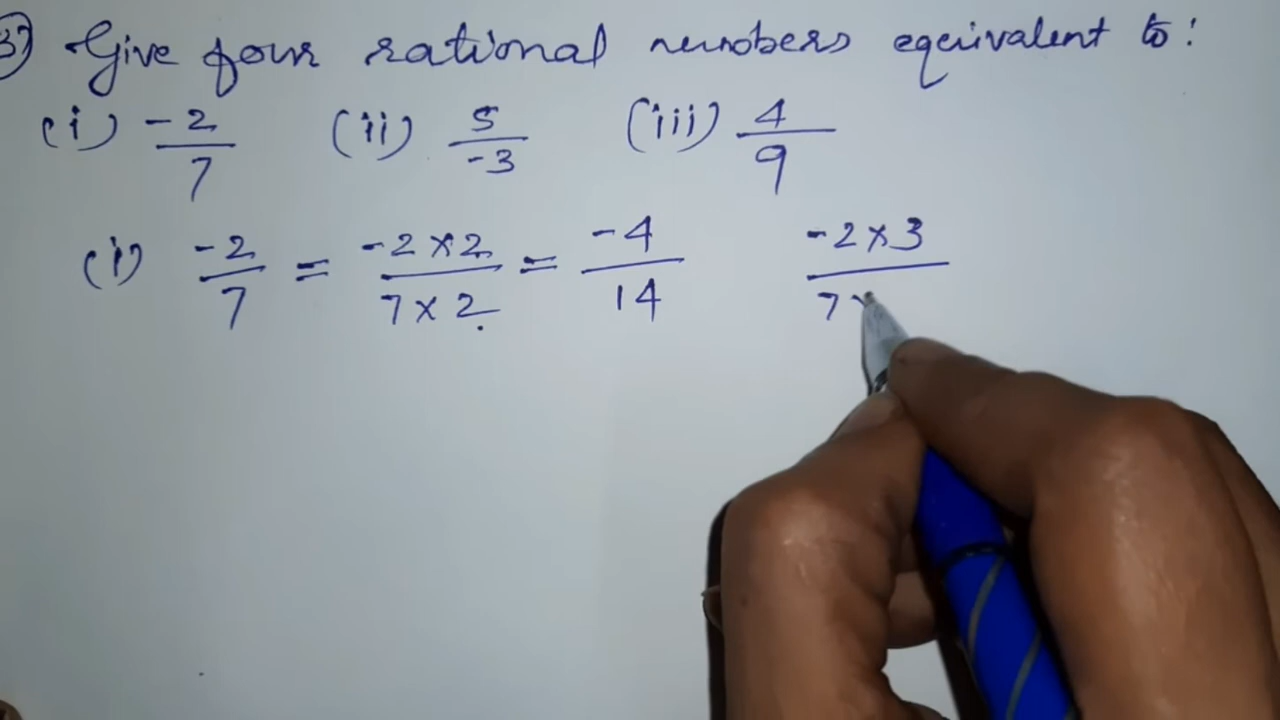 3) Give four rational numbers equivalent to:
(i) -2/7 (ii) 5/-3 (iii) 4/9
(i) -2/7 = -2×2/7×2 = -4/14 -2×3/7×